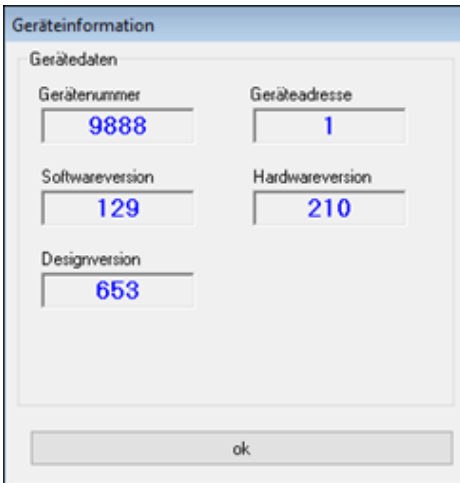 Geräteinformation
Gerätedaten
Gerätenummer Geräteadresse
9888 1
Softwareversion Hardwareversion
129 210
Designversion
653
ok